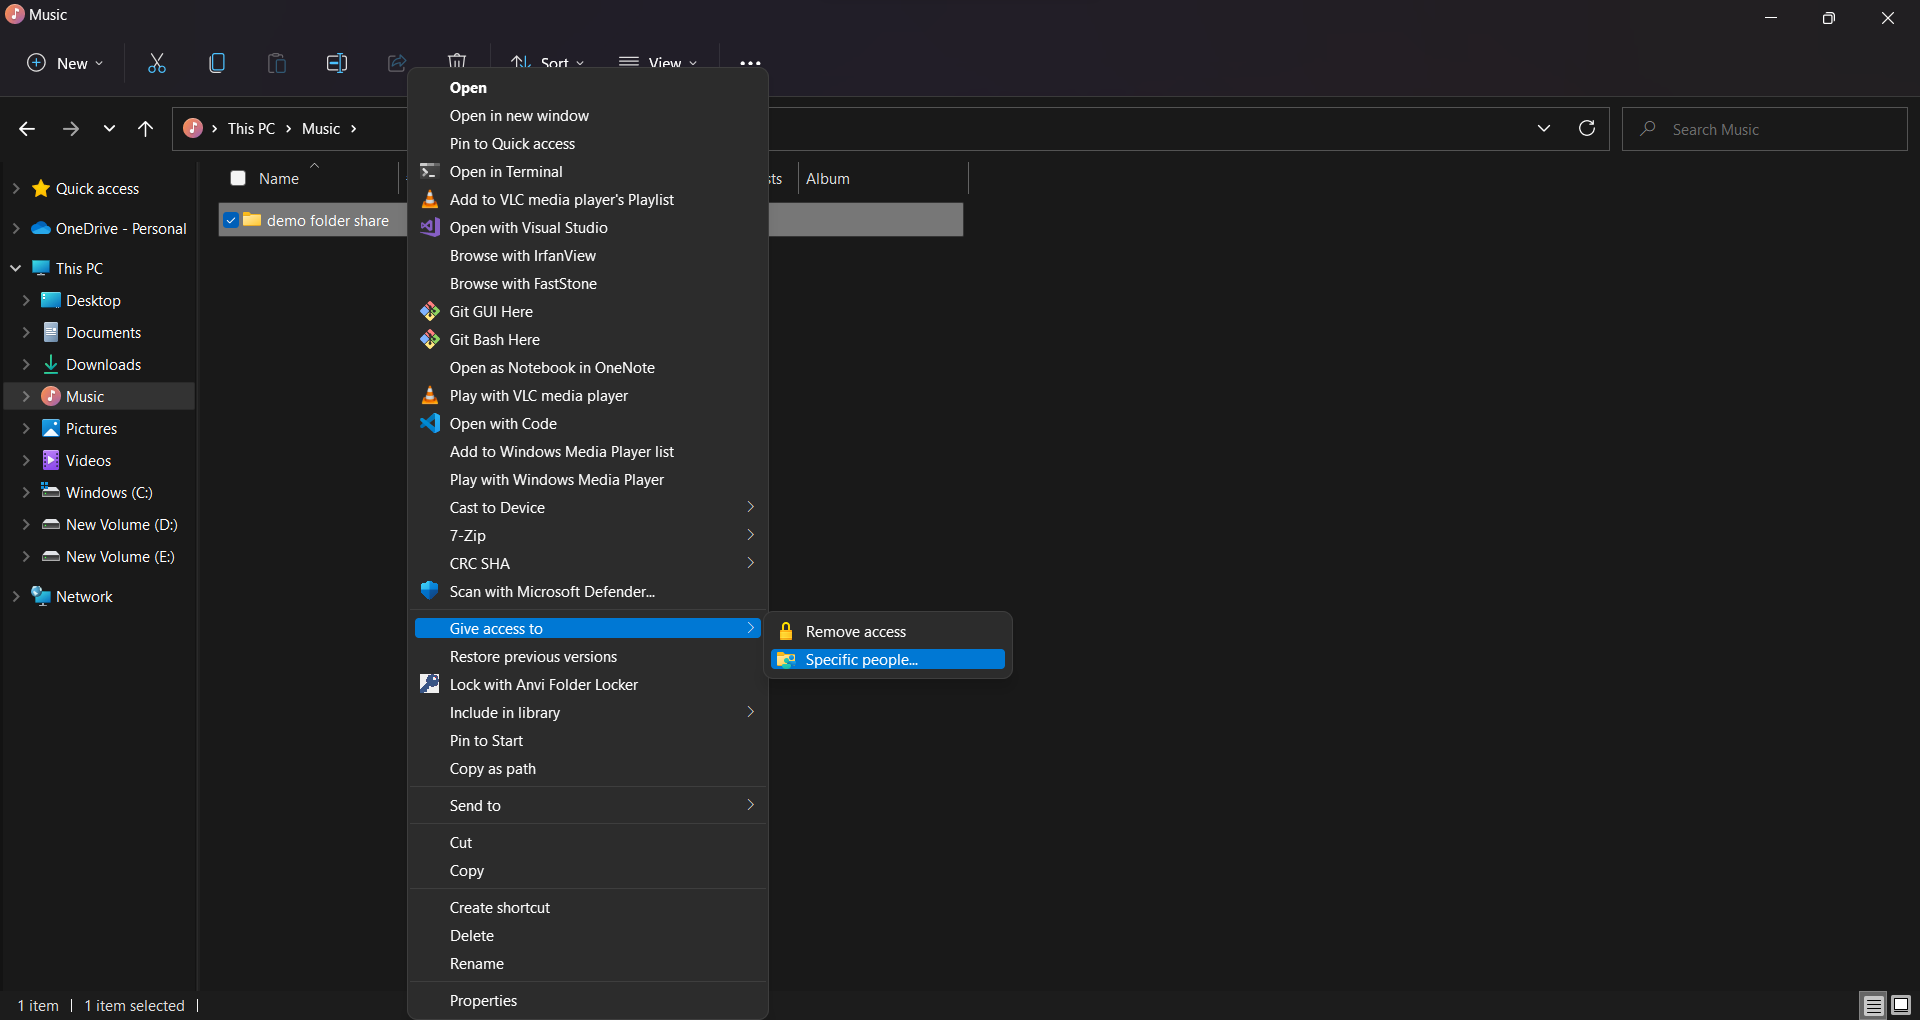 Music
New
Sort
View
This PC > Music >
Search Music
Quick access
OneDrive - Personal
This PC
Desktop
Documents
Downloads
Music
Pictures
Videos
Windows (C:)
New Volume (D:)
New Volume (E:)
Network
Name
sts
Album
demo folder share
Open
Open in new window
Pin to Quick access
Open in Terminal
Add to VLC media player's Playlist
Open with Visual Studio
Browse with IrfanView
Browse with FastStone
Git GUI Here
Git Bash Here
Open as Notebook in OneNote
Play with VLC media player
Open with Code
Add to Windows Media Player list
Play with Windows Media Player
Cast to Device
7-Zip
CRC SHA
Scan with Microsoft Defender...
Give access to
Restore previous versions
Lock with Anvi Folder Locker
Include in library
Pin to Start
Copy as path
Send to
Cut
Copy
Create shortcut
Delete
Rename
Properties
Remove access
Specific people...
1 item
1 item selected